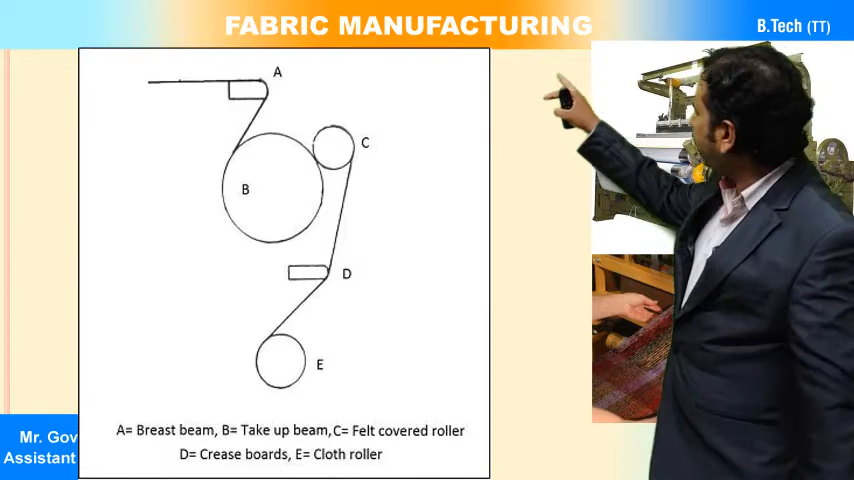 FABRIC MANUFACTURING
B.Tech (TT)
A
C
B
D
E
A= Breast beam, B= Take up beam,C= Felt covered roller
D= Crease boards, E= Cloth roller
Mr. Gov
Assistant